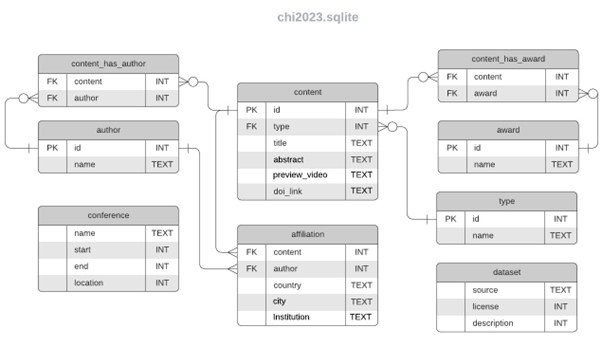 chi2023.sqlite
content_has_author
FK content INT
FK author INT
author
PK id INT
name TEXT
conference
name TEXT
start INT
end INT
location INT
content
PK id INT
FK type INT
title TEXT
abstract TEXT
preview_video TEXT
doi_link TEXT
affiliation
FK content INT
FK author INT
country TEXT
city TEXT
Institution TEXT
content_has_award
FK content INT
FK award INT
award
PK id INT
name TEXT
type
PK id INT
name TEXT
dataset
source TEXT
license INT
description INT